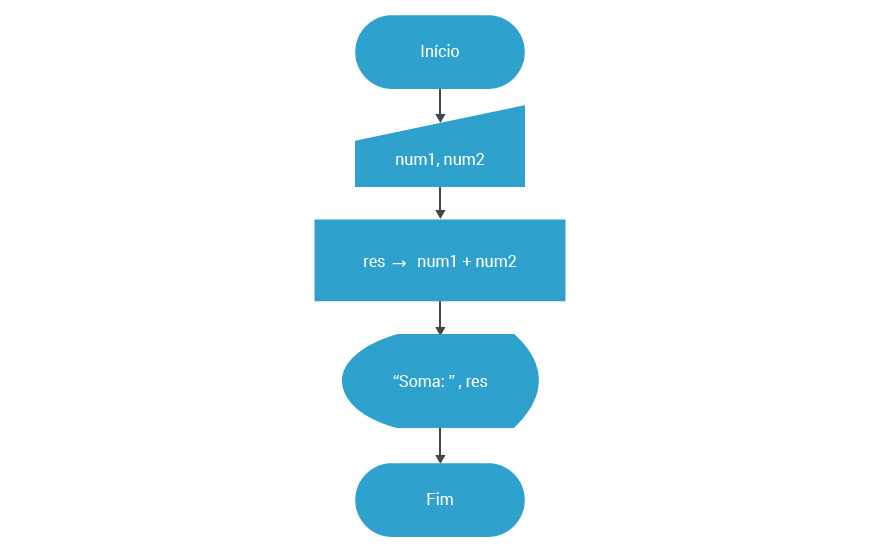 Início
num1, num2
res → num1 + num2
“Soma: ” , res
Fim